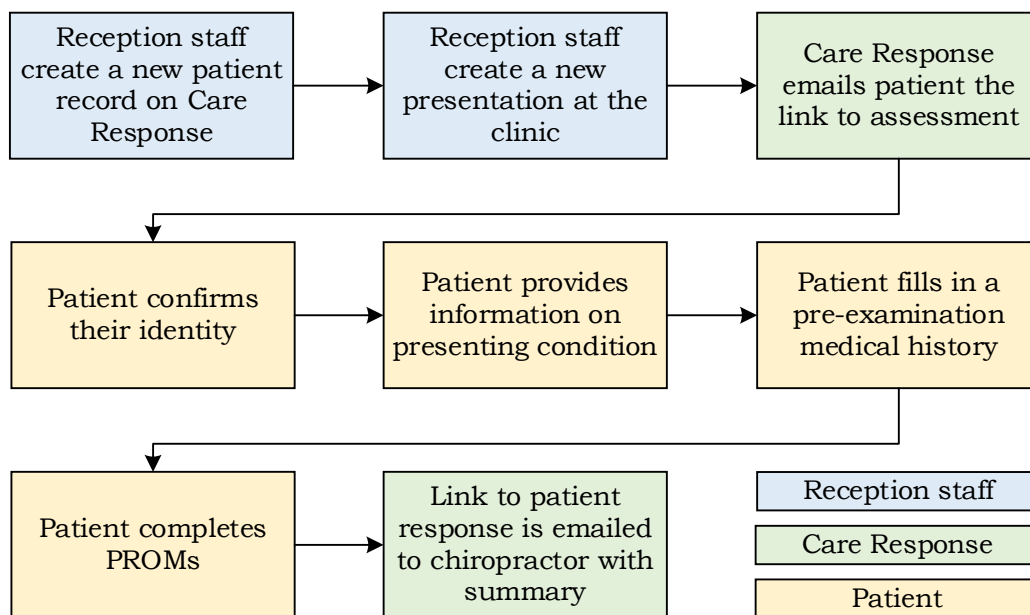 Reception staff
create a new patient
record on Care
Response
Reception staff
create a new
presentation at the
clinic
Care Response
emails patient the
link to assessment
Patient confirms
their identity
Patient provides
information on
presenting condition
Patient fills in a
pre-examination
medical history
Patient completes
PROMs
Link to patient
response is emailed
to chiropractor with
summary
Reception staff
Care Response
Patient